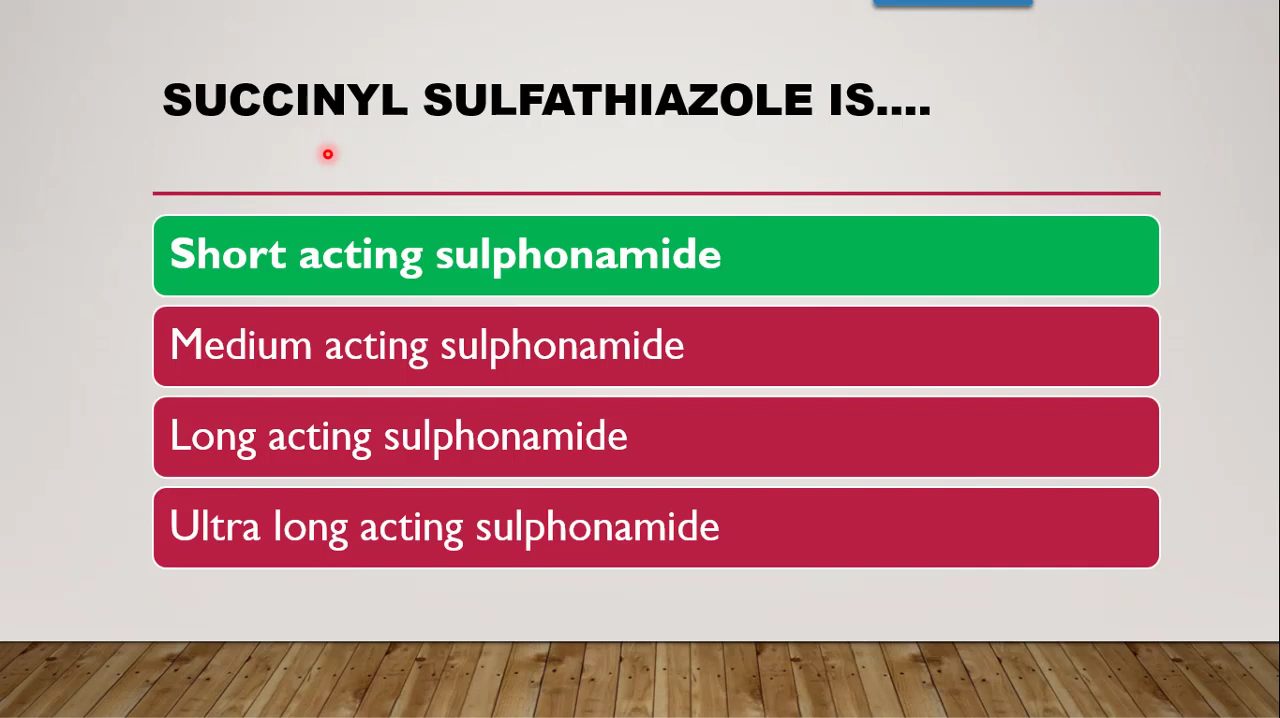 SUCCINYL SULFATHIAZOLE IS....
Short acting sulphonamide
Medium acting sulphonamide
Long acting sulphonamide
Ultra long acting sulphonamide